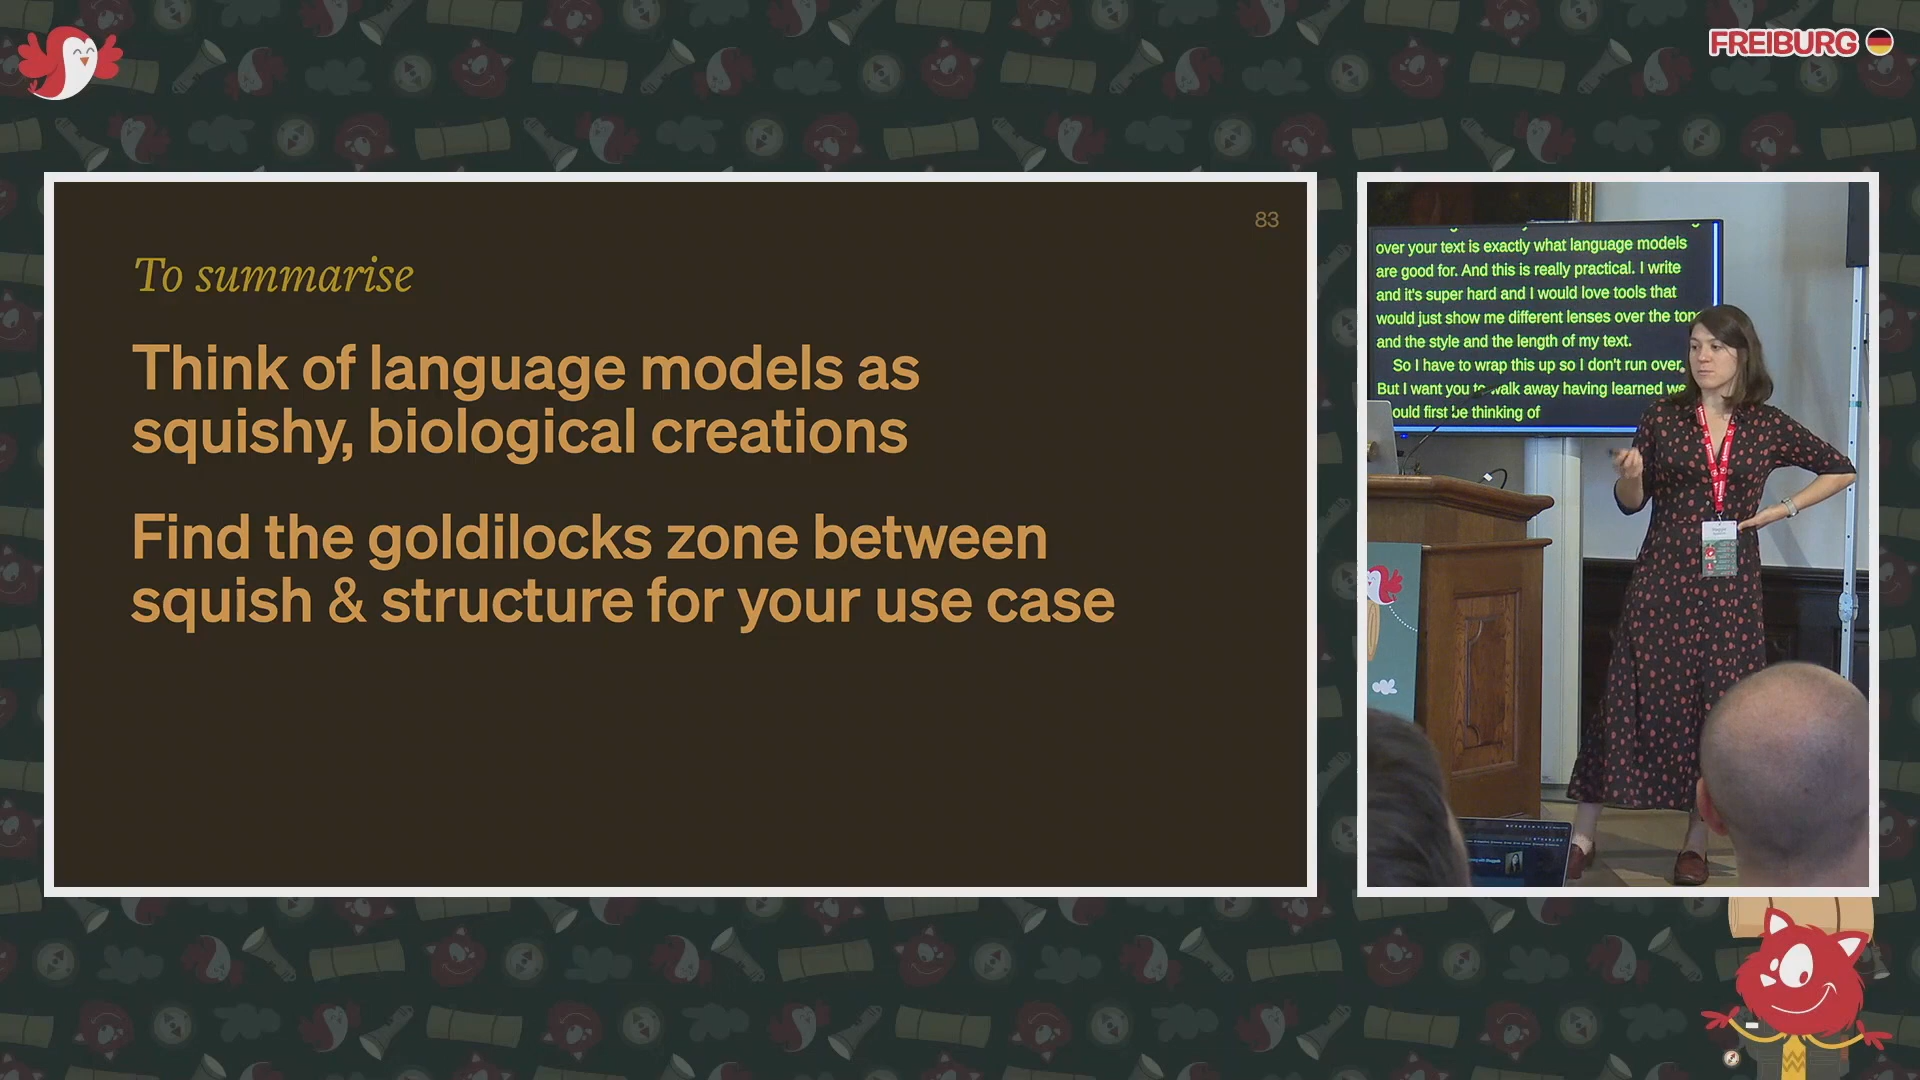 FREIBURG
83
To summarise
Think of language models as
squishy, biological creations
Find the goldilocks zone between
squish & structure for your use case
over your text is exactly what language models
are good for. And this is really practical. I write
and it's super hard and I would love tools that
would just show me different lenses over the tone
and the style and the length of my text.
So I have to wrap this up so I don't run over.
But I want you to walk away having learned we
first be thinking of